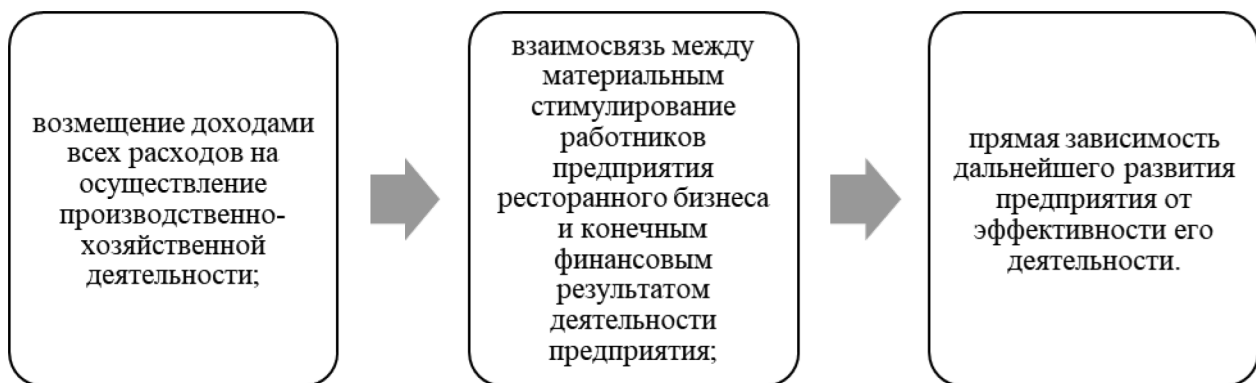 возмещение доходами
всех расходов на
осуществление
производственно-
хозяйственной
деятельности;
взаимосвязь между
материальным
стимулирование
работников
предприятия
ресторанного бизнеса
и конечным
финансовым
результатом
деятельности
предприятия;
прямая зависимость
дальнейшего развития
предприятия от
эффективности его
деятельности.